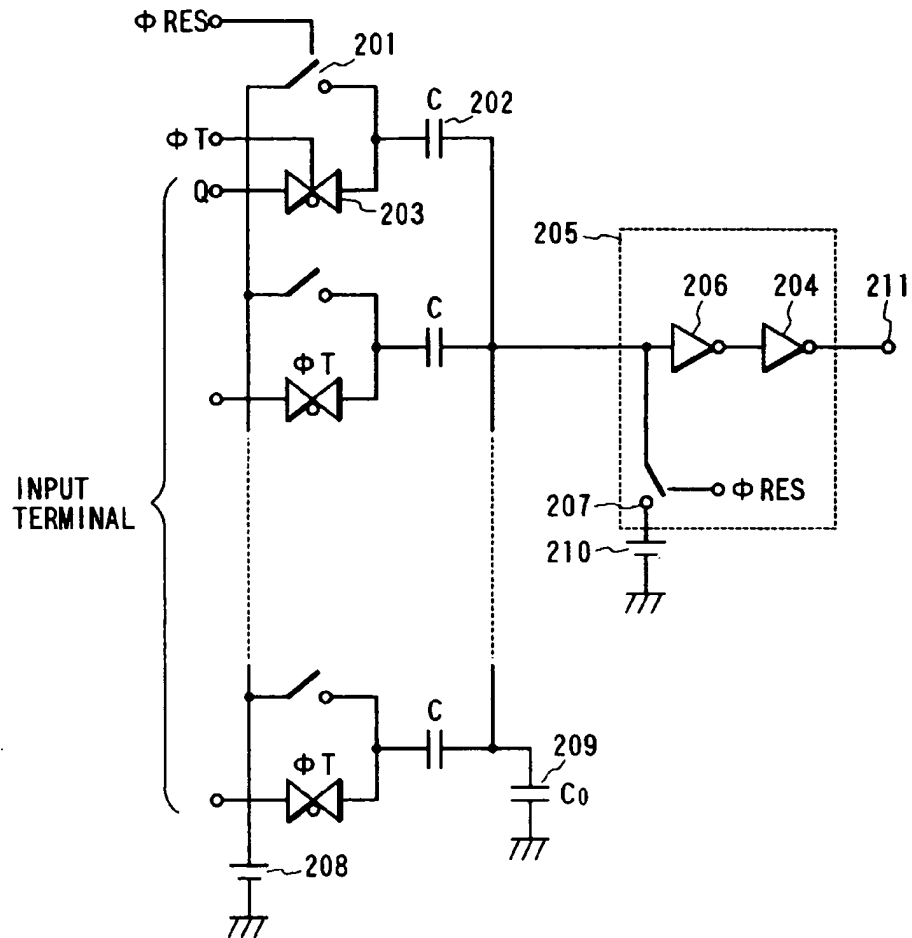 Φ RES
201
C 202
Φ T
Q
203
205
206 204 211
C
Φ T
INPUT
TERMINAL
Φ RES
207
210
C
209
Φ T
C0
208